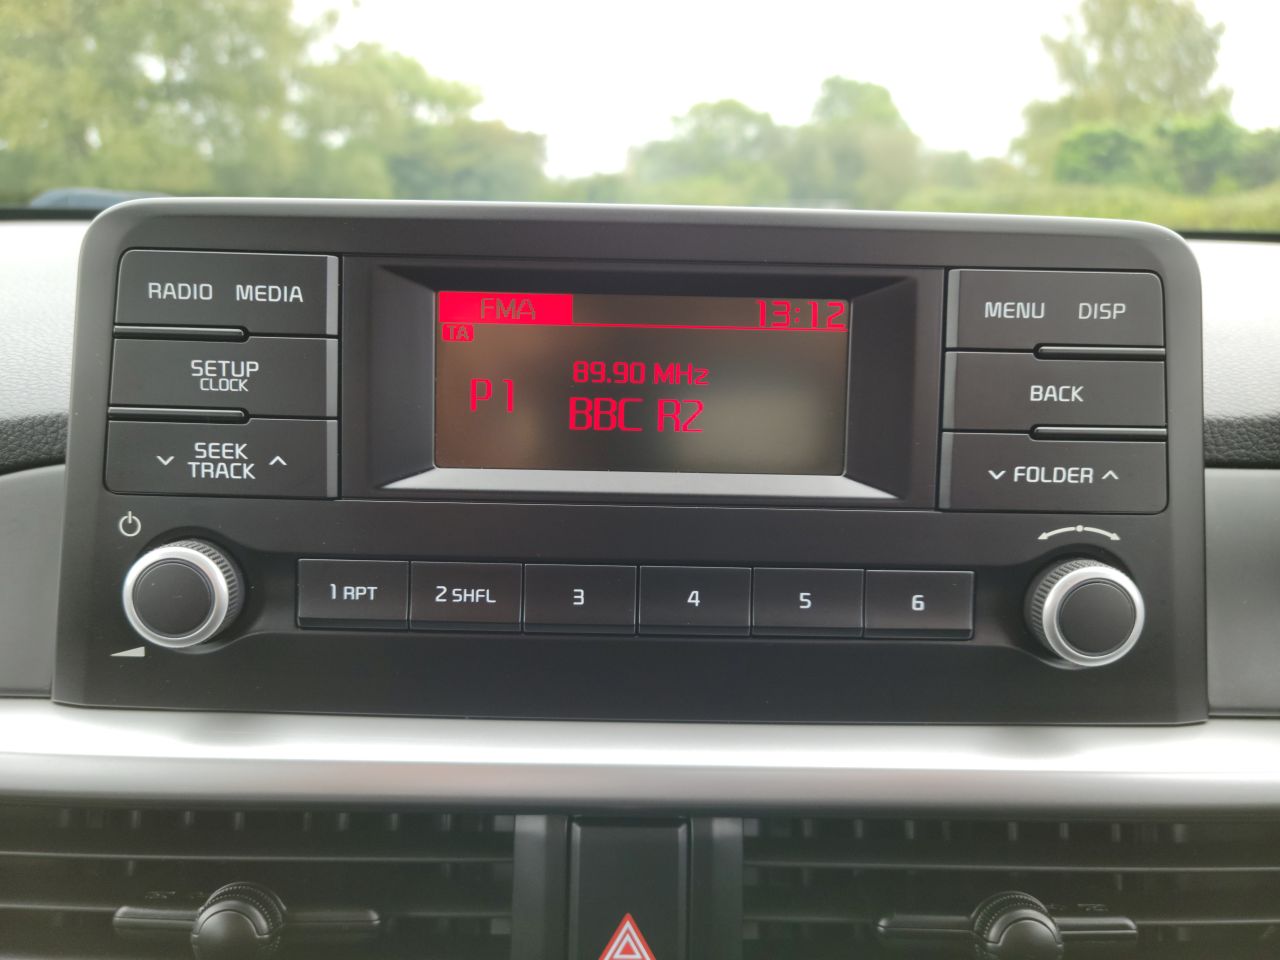 RADIO MEDIA
SETUP
CLOCK
SEEK
TRACK
FMA 13:12
TA
89.90 MHz
P1
BBC R2
MENU DISP
BACK
FOLDER
1 RPT
2 SHFL
3
4
5
6